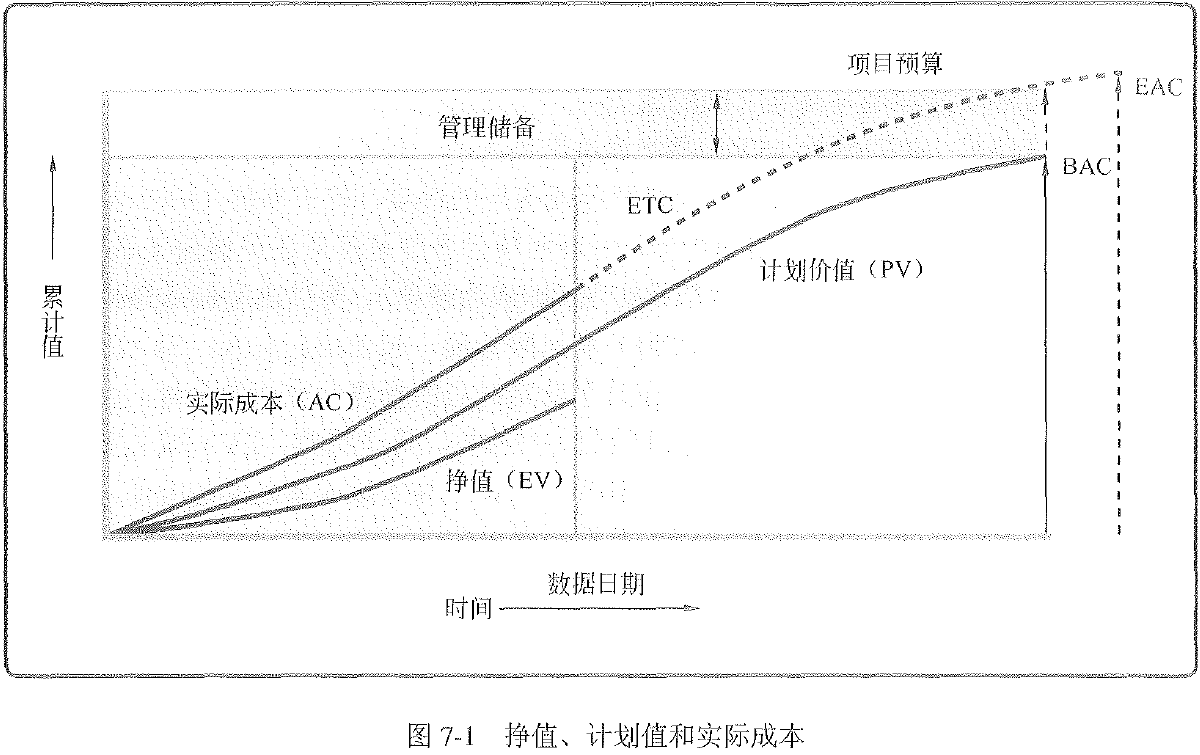 项目预算
EAC
管理储备
BAC
ETC
计划价值（PV）
累计值
实际成本（AC）
挣值（EV）
数据日期
时间
图 7-1 挣值、计划值和实际成本